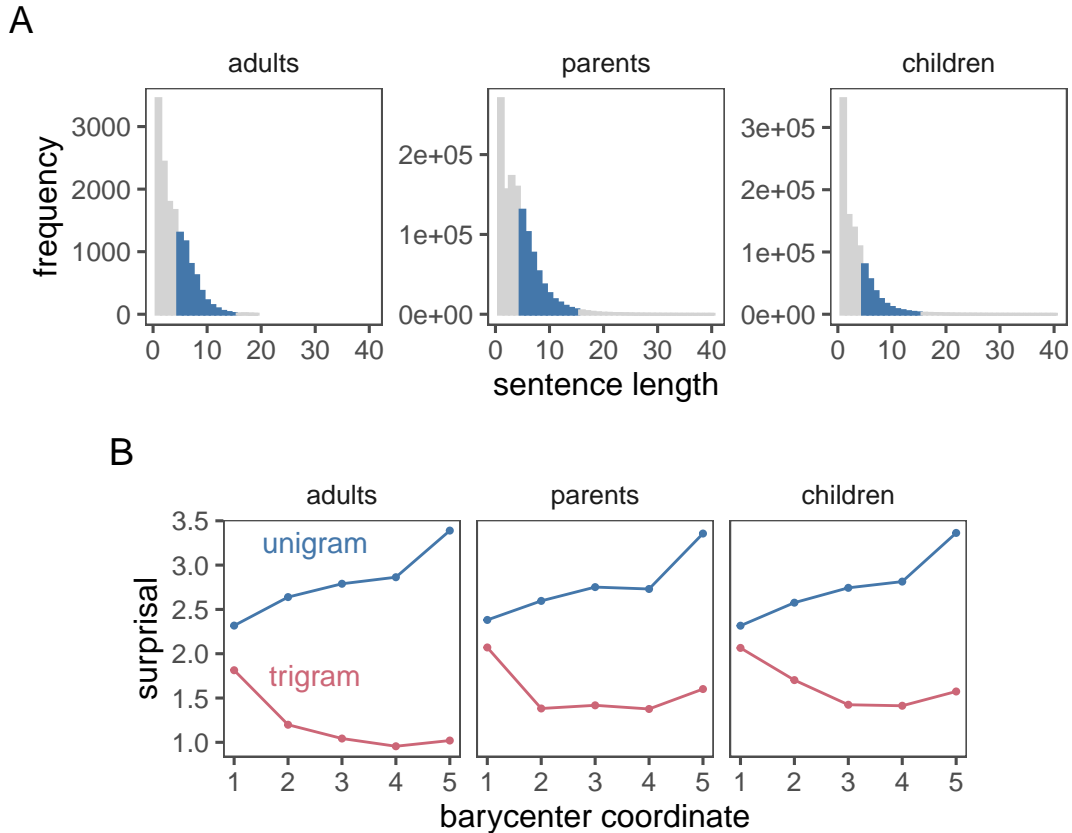 A
adults parents children
frequency
3000
2000
1000
0
2e+05
1e+05
0e+00
3e+05
2e+05
1e+05
0e+00
0 10 20 30 40 0 10 20 30 40 0 10 20 30 40
sentence length
B
adults parents children
surprisal
3.5
3.0
2.5
2.0
1.5
1.0
unigram
trigram
1 2 3 4 5 1 2 3 4 5 1 2 3 4 5
barycenter coordinate